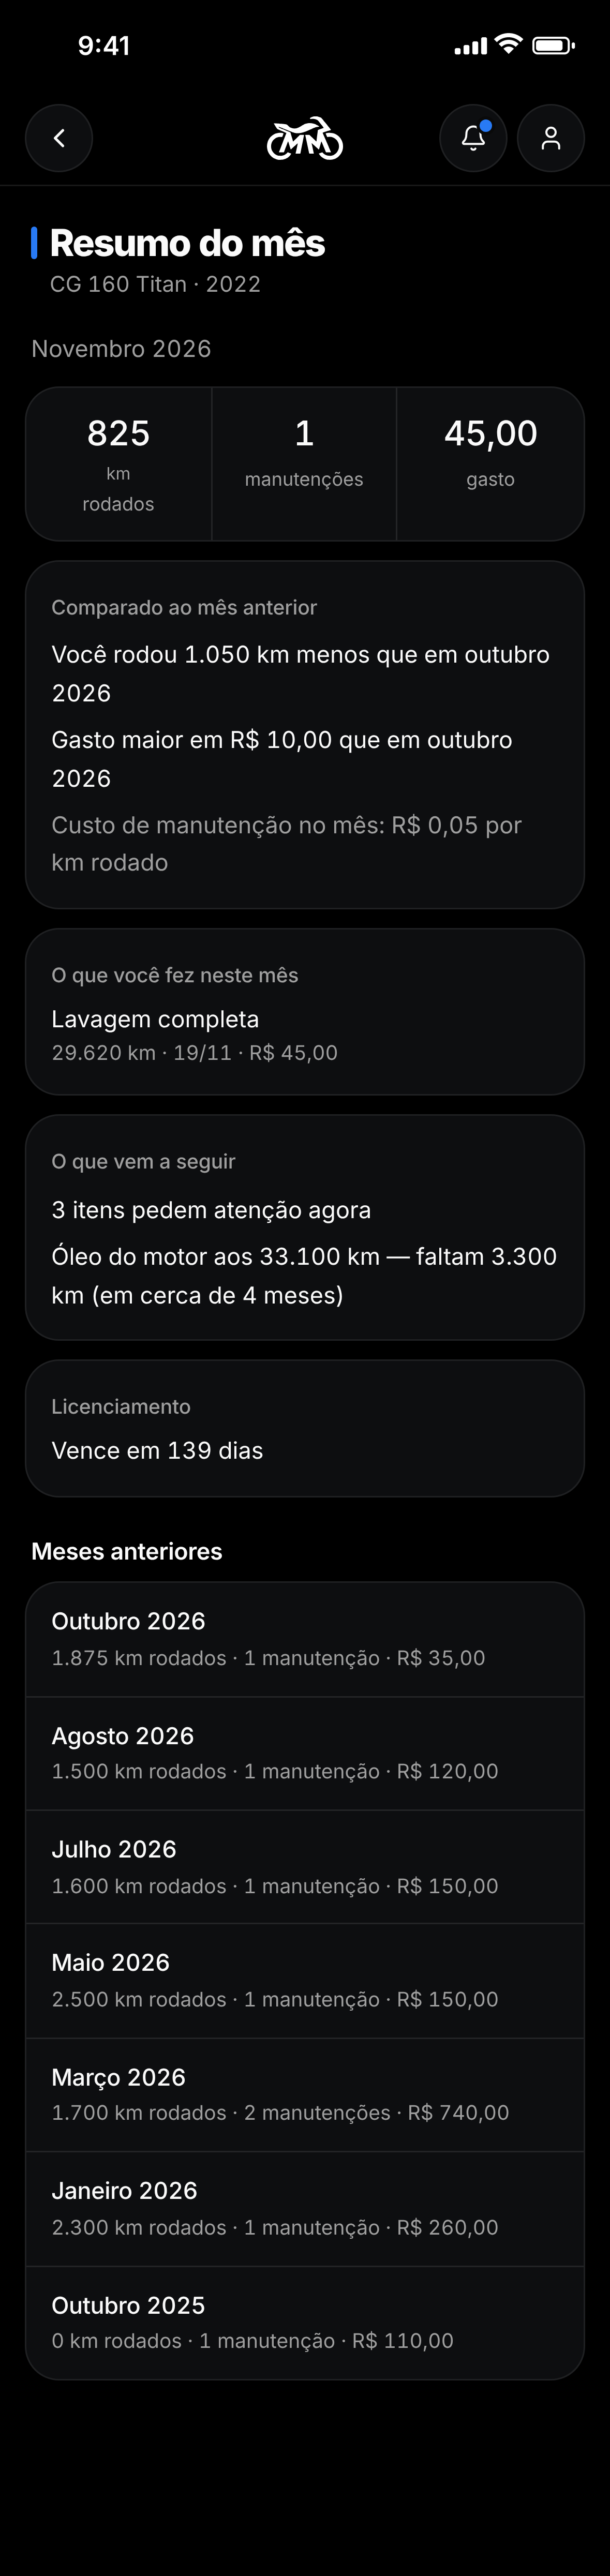 9:41
MM
Resumo do mês
CG 160 Titan · 2022
Novembro 2026
825
km
rodados
1
manutenções
45,00
gasto
Comparado ao mês anterior
Você rodou 1.050 km menos que em outubro
2026
Gasto maior em R$ 10,00 que em outubro
2026
Custo de manutenção no mês: R$ 0,05 por
km rodado
O que você fez neste mês
Lavagem completa
29.620 km · 19/11 · R$ 45,00
O que vem a seguir
3 itens pedem atenção agora
Óleo do motor aos 33.100 km — faltam 3.300
km (em cerca de 4 meses)
Licenciamento
Vence em 139 dias
Meses anteriores
Outubro 2026
1.875 km rodados · 1 manutenção · R$ 35,00
Agosto 2026
1.500 km rodados · 1 manutenção · R$ 120,00
Julho 2026
1.600 km rodados · 1 manutenção · R$ 150,00
Maio 2026
2.500 km rodados · 1 manutenção · R$ 150,00
Março 2026
1.700 km rodados · 2 manutenções · R$ 740,00
Janeiro 2026
2.300 km rodados · 1 manutenção · R$ 260,00
Outubro 2025
0 km rodados · 1 manutenção · R$ 110,00